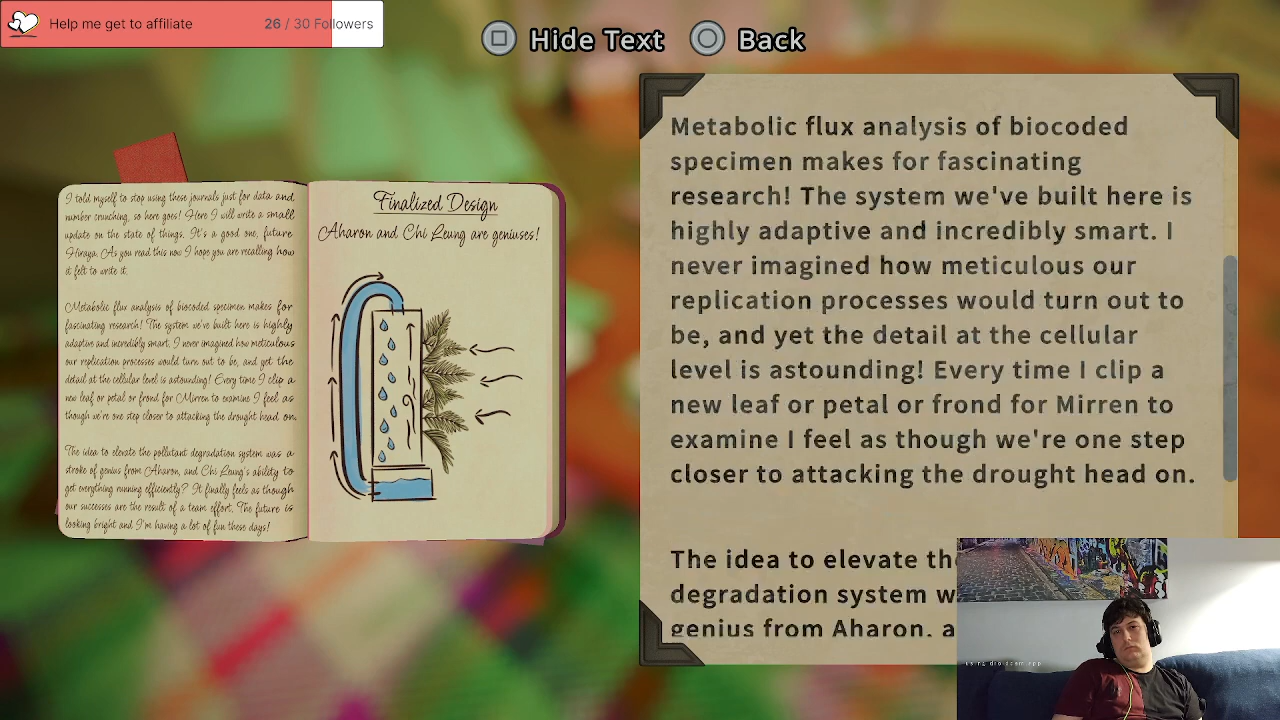 Help me get to affiliate 26 / 30 Followers
Hide Text Back
I told myself to stop using these journals just for data and
number crunching, so here goes! Here I will write a small
update on the state of things. It's a good one, future
Hiraya. As you read this now I hope you are recalling how
it felt to write it.
Metabolic flux analysis of biocoded specimen makes for
fascinating research! The system we've built here is highly
adaptive and incredibly smart. I never imagined how meticulous
our replication processes would turn out to be, and yet the
detail at the cellular level is astounding! Every time I clip a
new leaf or petal or frond for Mirren to examine I feel as
though we're one step closer to attacking the drought head on.
The idea to elevate the pollutant degradation system was a
stroke of genius from Aharon, and Chi Leung's ability to
get everything running efficiently? It finally feels as though
our successes are the result of a team effort. The future is
looking bright and I'm having a lot of fun these days!
Finalized Design
Aharon and Chi Leung are geniuses!
Metabolic flux analysis of biocoded
specimen makes for fascinating
research! The system we've built here is
highly adaptive and incredibly smart. I
never imagined how meticulous our
replication processes would turn out to
be, and yet the detail at the cellular
level is astounding! Every time I clip a
new leaf or petal or frond for Mirren to
examine I feel as though we're one step
closer to attacking the drought head on.
The idea to elevate the
degradation system w
genius from Aharon, a
using droidcam.app